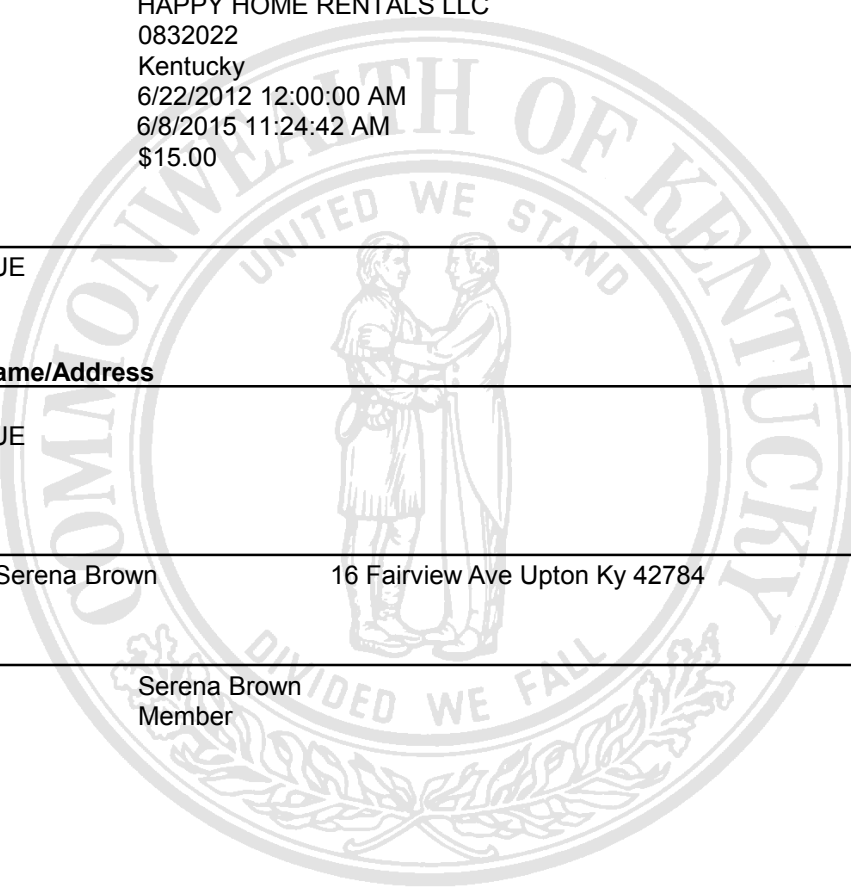 HAPPY HOME RENTALS LLC
0832022
Kentucky
6/22/2012 12:00:00 AM
6/8/2015 11:24:42 AM
$15.00
COMMONWEALTH OF KENTUCKY
UNITED WE STAND
UE
ame/Address
UE
Serena Brown 16 Fairview Ave Upton Ky 42784
DIVIDED WE FALL
Serena Brown
Member